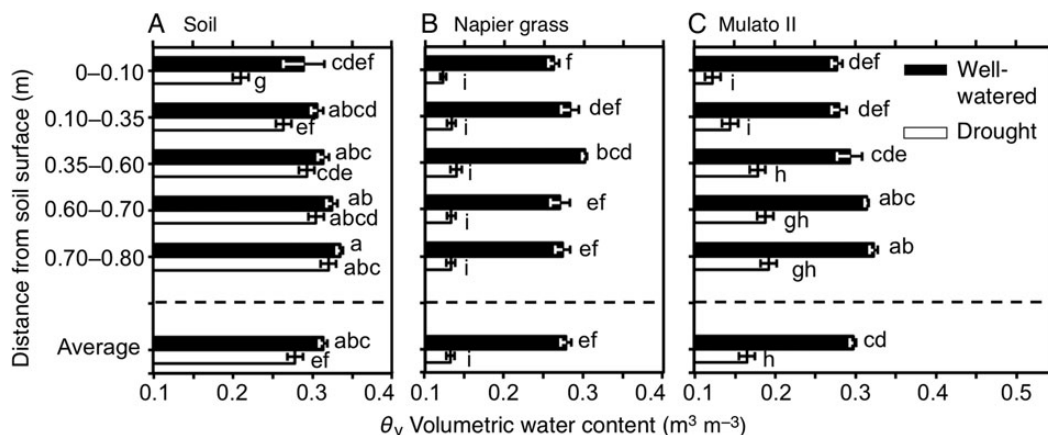 A Soil
B Napier grass
C Mulato II
Distance from soil surface (m)
0–0.10
0.10–0.35
0.35–0.60
0.60–0.70
0.70–0.80
Average
cdef
g
abcd
ef
abc
cde
ab
abcd
a
abc
abc
ef
0.1 0.2 0.3 0.4
f
i
def
i
bcd
i
ef
i
ef
i
ef
i
0.1 0.2 0.3 0.4
def
i
def
i
cde
h
abc
gh
ab
gh
cd
h
0.1 0.2 0.3 0.4 0.5
Well-
watered
Drought
θv Volumetric water content (m³ m−³)